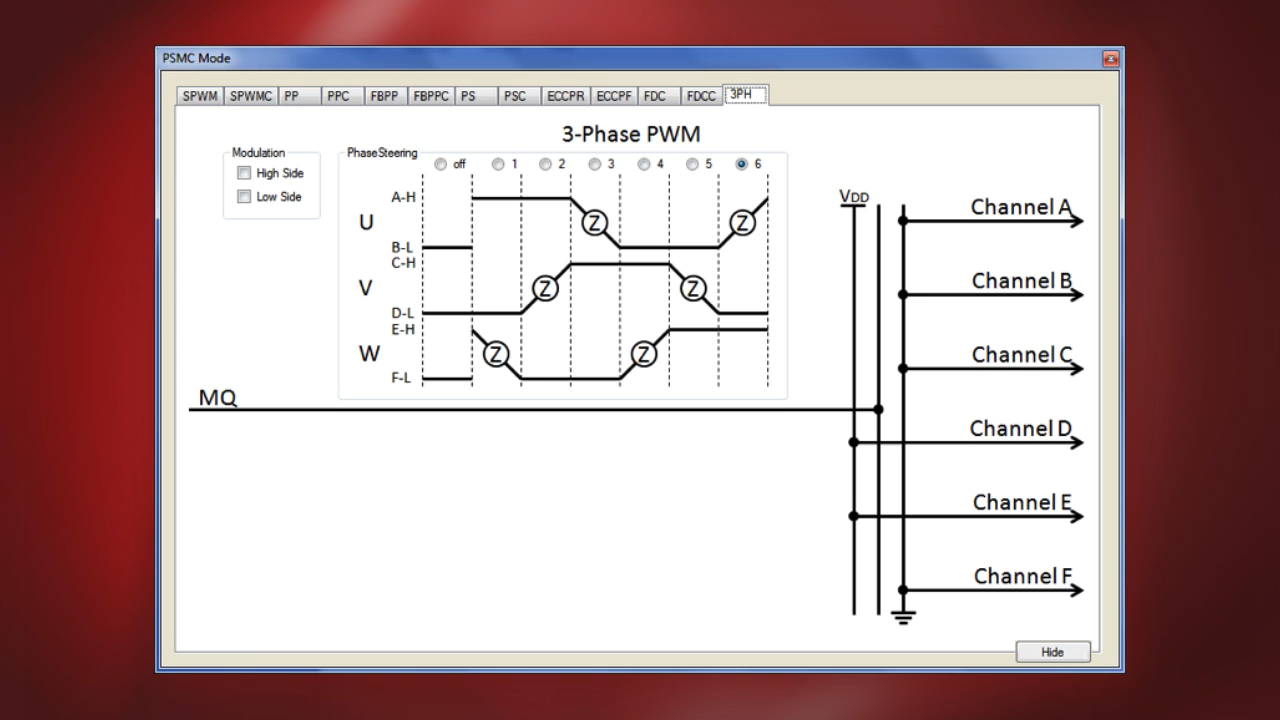 PSMC Mode
SPWM SPWMC PP PPC FBPP FBPPC PS PSC ECCPR ECCPF FDC FDCC 3PH
3-Phase PWM
Modulation
High Side
Low Side
PhaseSteering
off 1 2 3 4 5 6
A-H
U
Z Z
B-L
C-H
V
Z Z
D-L
E-H
W
Z Z
F-L
MQ
VDD
Channel A
Channel B
Channel C
Channel D
Channel E
Channel F
Hide